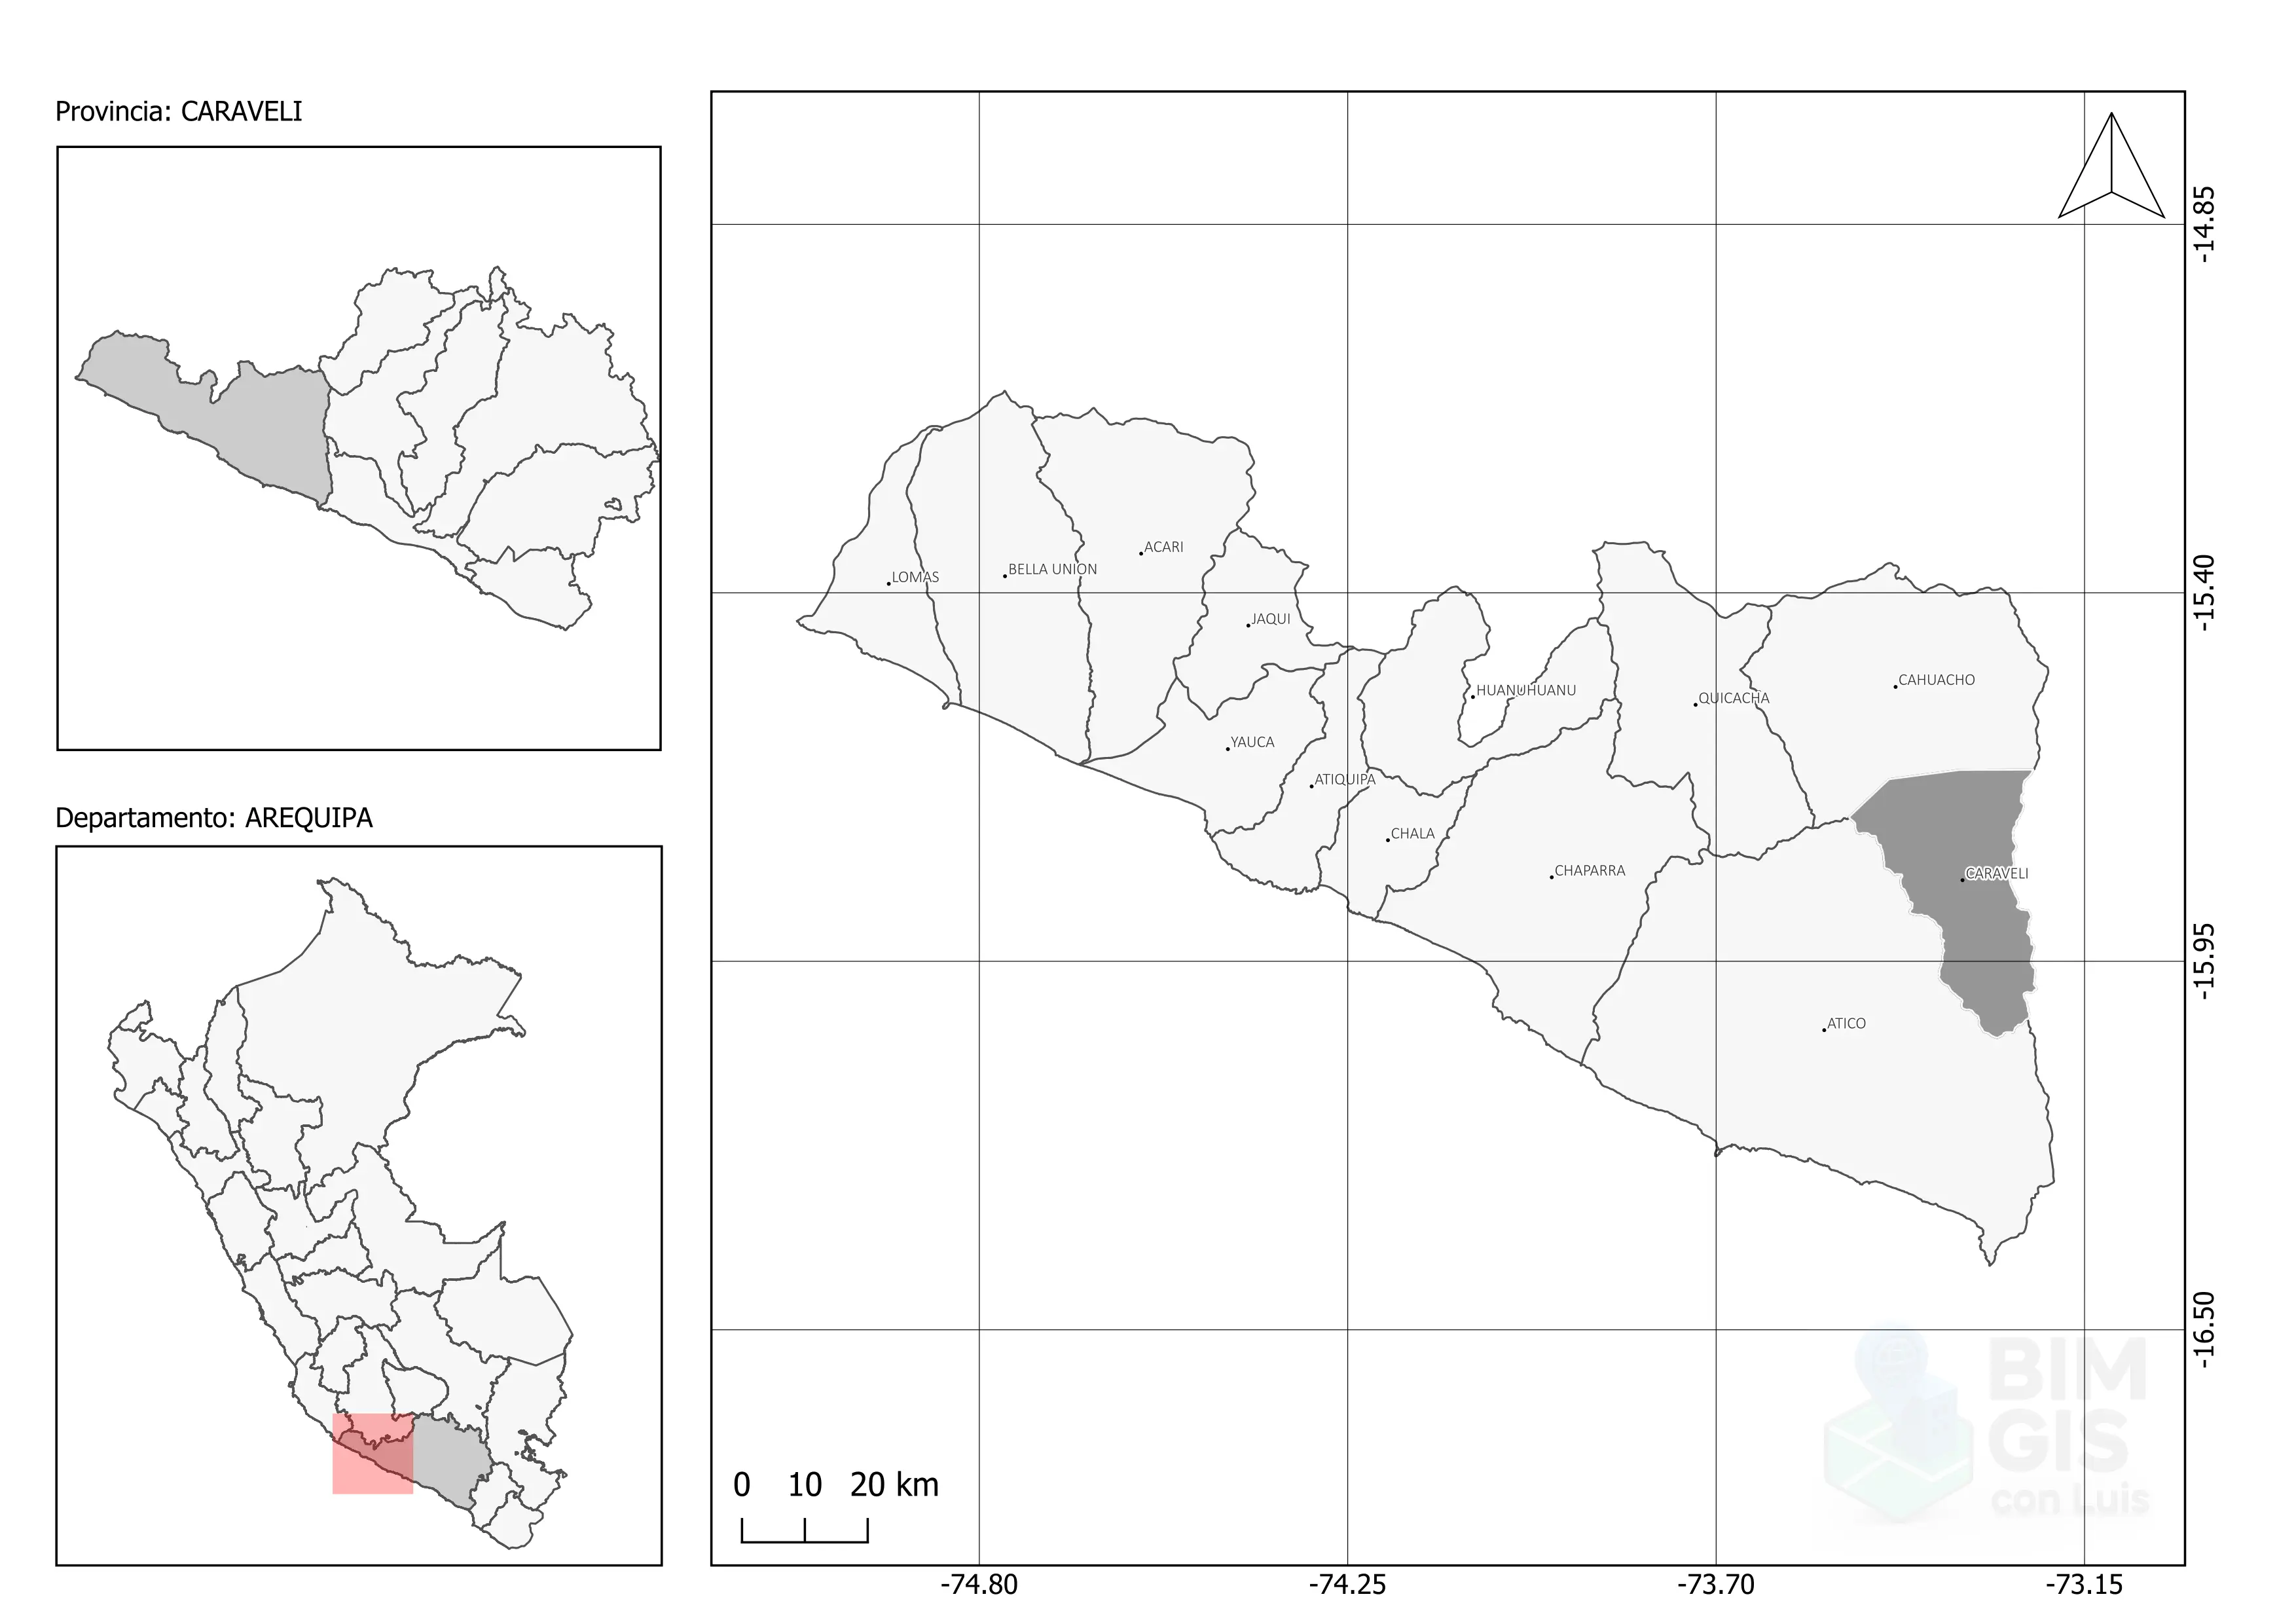 Provincia: CARAVELI
Departamento: AREQUIPA
LOMAS
BELLA UNION
ACARI
JAQUI
YAUCA
ATIQUIPA
CHALA
HUANUHUANU
QUICACHA
CAHUACHO
CHAPARRA
CARAVELI
ATICO
-14.85
-15.40
-15.95
-16.50
0 10 20 km
BIM
GIS
con Luis
-74.80 -74.25 -73.70 -73.15